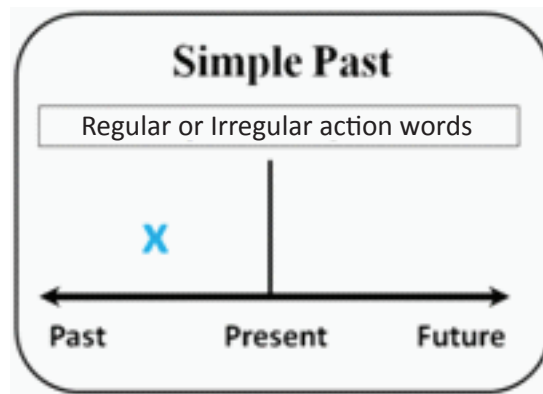 Simple Past
Regular or Irregular action words
X
Past Present Future